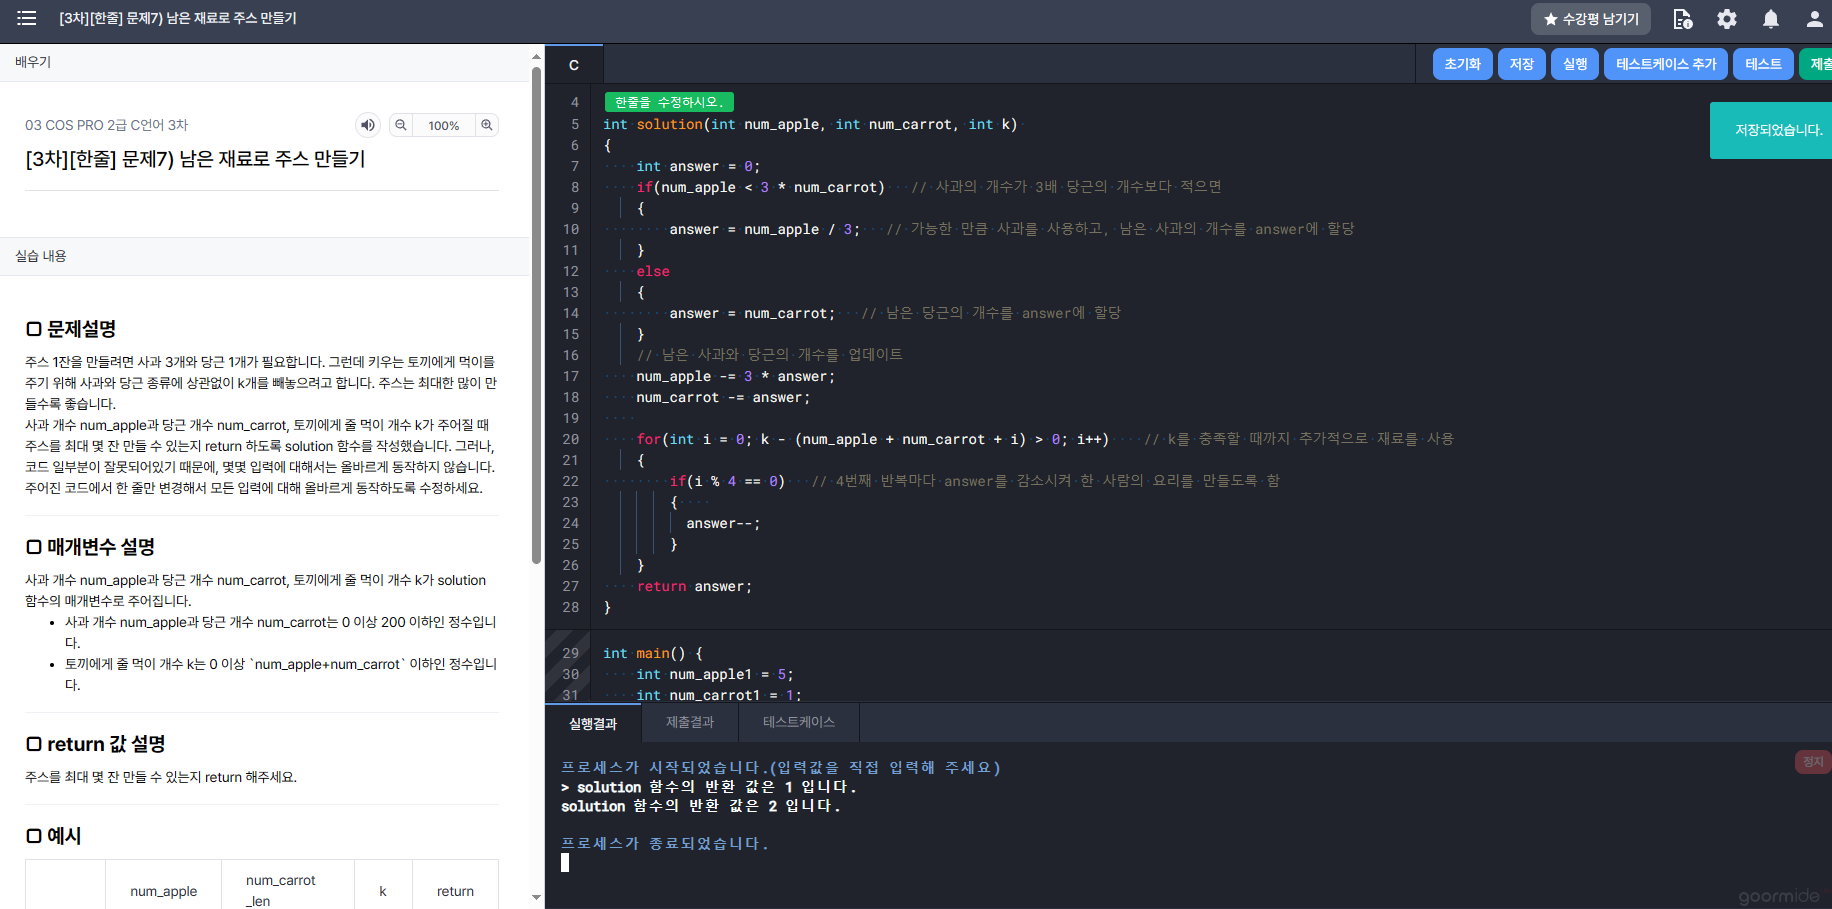 [3차][한줄] 문제7) 남은 재료로 주스 만들기
★ 수강평 남기기
배우기
03 COS PRO 2급 C언어 3차
100%
[3차][한줄] 문제7) 남은 재료로 주스 만들기
실습 내용
문제설명
주스 1잔을 만들려면 사과 3개와 당근 1개가 필요합니다. 그런데 키우는 토끼에게 먹이를
주기 위해 사과와 당근 종류에 상관없이 k개를 빼놓으려고 합니다. 주스는 최대한 많이 만
들수록 좋습니다.
사과 개수 num_apple과 당근 개수 num_carrot, 토끼에게 줄 먹이 개수 k가 주어질 때
주스를 최대 몇 잔 만들 수 있는지 return 하도록 solution 함수를 작성했습니다. 그러나,
코드 일부분이 잘못되어있기 때문에, 몇몇 입력에 대해서는 올바르게 동작하지 않습니다.
주어진 코드에서 한 줄만 변경해서 모든 입력에 대해 올바르게 동작하도록 수정하세요.
매개변수 설명
사과 개수 num_apple과 당근 개수 num_carrot, 토끼에게 줄 먹이 개수 k가 solution
함수의 매개변수로 주어집니다.
• 사과 개수 num_apple과 당근 개수 num_carrot는 0 이상 200 이하인 정수입니
다.
• 토끼에게 줄 먹이 개수 k는 0 이상 `num_apple+num_carrot` 이하인 정수입니
다.
return 값 설명
주스를 최대 몇 잔 만들 수 있는지 return 해주세요.
예시
num_apple
num_carrot
_len
k
return
C
초기화
저장
실행
테스트케이스 추가
테스트
제출
저장되었습니다.
4 한줄을 수정하시오.
5 int solution(int num_apple, int num_carrot, int k)
6 {
7 int answer = 0;
8 if(num_apple < 3 * num_carrot) // 사과의 개수가 3배 당근의 개수보다 적으면
9 {
10 answer = num_apple / 3; // 가능한 만큼 사과를 사용하고, 남은 사과의 개수를 answer에 할당
11 }
12 else
13 {
14 answer = num_carrot; // 남은 당근의 개수를 answer에 할당
15 }
16 // 남은 사과와 당근의 개수를 업데이트
17 num_apple -= 3 * answer;
18 num_carrot -= answer;
19
20 for(int i = 0; k - (num_apple + num_carrot + i) > 0; i++) // k를 충족할 때까지 추가적으로 재료를 사용
21 {
22 if(i % 4 == 0) // 4번째 반복마다 answer를 감소시켜 한 사람의 요리를 만들도록 함
23 {
24 answer--;
25 }
26 }
27 return answer;
28 }
29 int main() {
30 int num_apple1 = 5;
31 int num_carrot1 = 1;
실행결과
제출결과
테스트케이스
프로세스가 시작되었습니다.(입력값을 직접 입력해 주세요)
> solution 함수의 반환 값은 1 입니다.
solution 함수의 반환 값은 2 입니다.
프로세스가 종료되었습니다.
정지
goormide